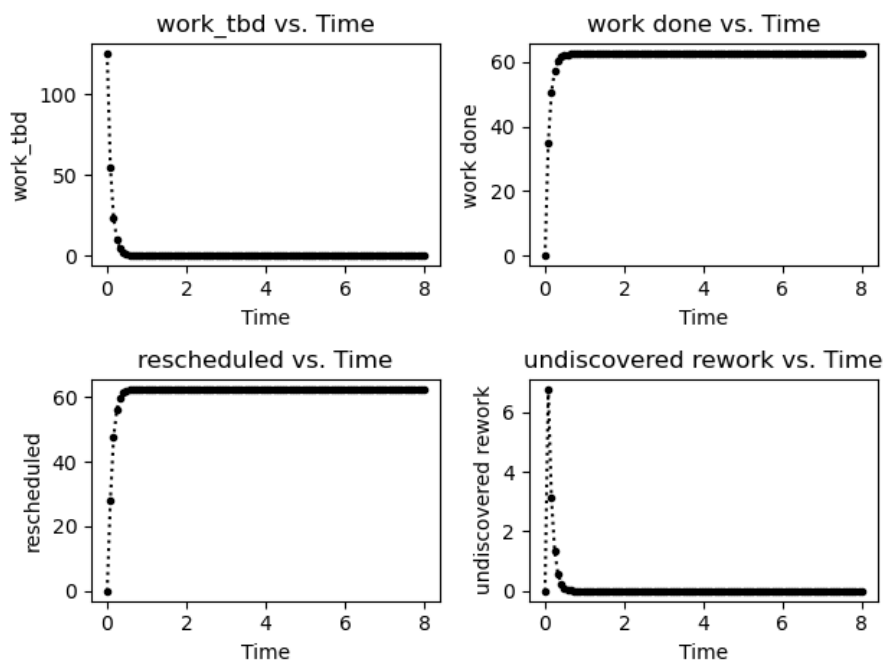 work_tbd vs. Time
work_tbd
100
50
0
0 2 4 6 8
Time
work done vs. Time
work done
60
40
20
0
0 2 4 6 8
Time
rescheduled vs. Time
rescheduled
60
40
20
0
0 2 4 6 8
Time
undiscovered rework vs. Time
undiscovered rework
6
4
2
0
0 2 4 6 8
Time